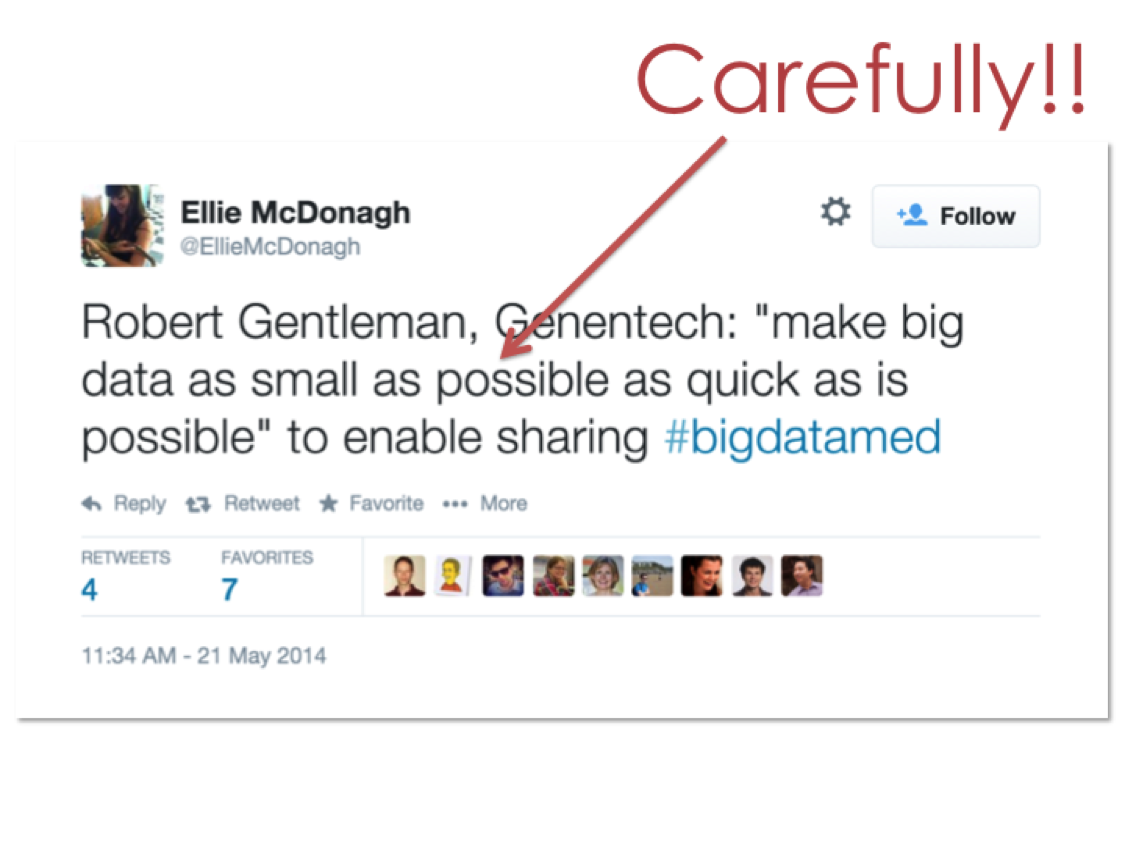 Carefully!!
Ellie McDonagh
@EllieMcDonagh
Follow
Robert Gentleman, Genentech: "make big
data as small as possible as quick as is
possible" to enable sharing #bigdatamed
Reply Retweet Favorite More
RETWEETS FAVORITES
4 7
11:34 AM - 21 May 2014